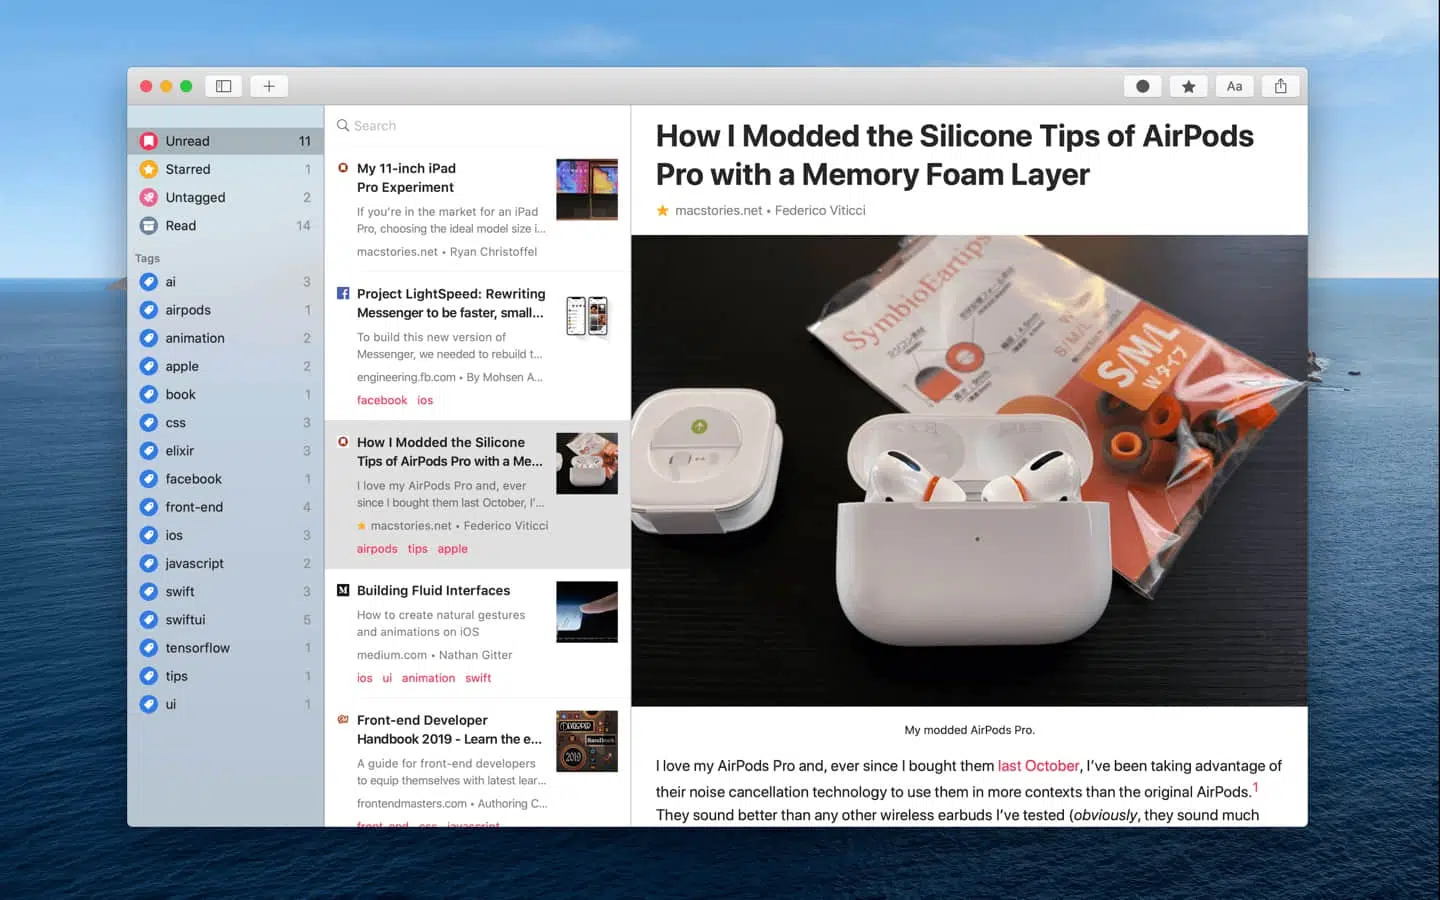 Aa
Unread 11
Starred 1
Untagged 2
Read 14
Tags
ai 3
airpods 1
animation 2
apple 2
book 1
css 3
elixir 3
facebook 1
front-end 4
ios 3
javascript 2
swift 3
swiftui 5
tensorflow 1
tips 1
ui 1
Search
My 11-inch iPad
Pro Experiment
If you're in the market for an iPad
Pro, choosing the ideal model size i...
macstories.net • Ryan Christoffel
Project LightSpeed: Rewriting
Messenger to be faster, small...
To build this new version of
Messenger, we needed to rebuild t...
engineering.fb.com • By Mohsen A...
facebook ios
How I Modded the Silicone
Tips of AirPods Pro with a Me...
I love my AirPods Pro and, ever
since I bought them last October, I'...
macstories.net • Federico Viticci
airpods tips apple
Building Fluid Interfaces
How to create natural gestures
and animations on iOS
medium.com • Nathan Gitter
ios ui animation swift
Front-end Developer
Handbook 2019 - Learn the e...
A guide for front-end developers
to equip themselves with latest lear...
frontendmasters.com • Authoring C...
front-end css javascript
How I Modded the Silicone Tips of AirPods
Pro with a Memory Foam Layer
macstories.net • Federico Viticci
SymbioEartips
S/M/L
S/M/L
W タイプ
My modded AirPods Pro.
I love my AirPods Pro and, ever since I bought them last October, I've been taking advantage of
their noise cancellation technology to use them in more contexts than the original AirPods.1
They sound better than any other wireless earbuds I've tested (obviously, they sound much